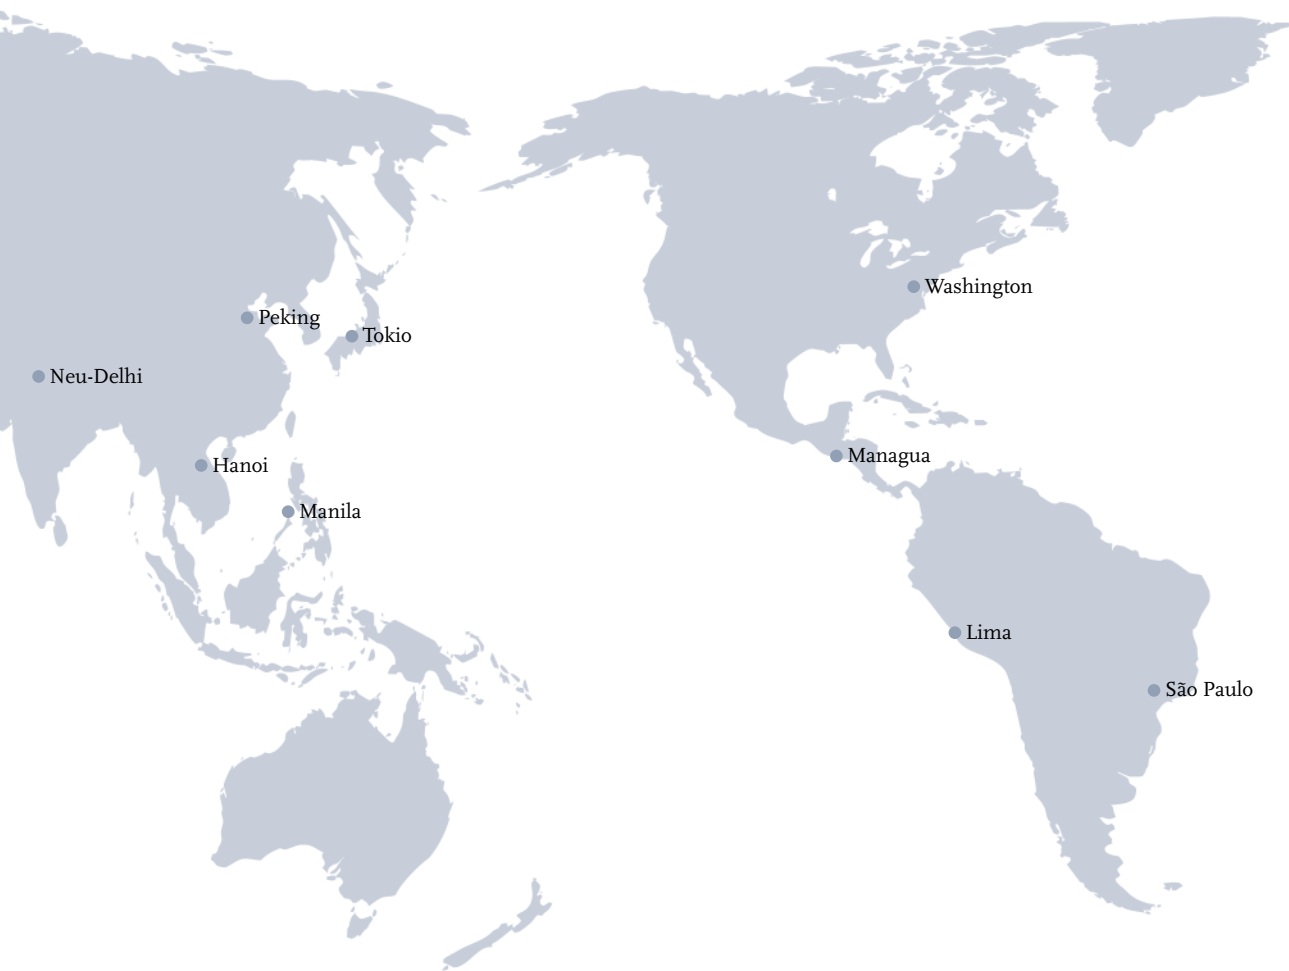 Washington
Peking
Tokio
Neu-Delhi
Managua
Hanoi
Manila
Lima
São Paulo